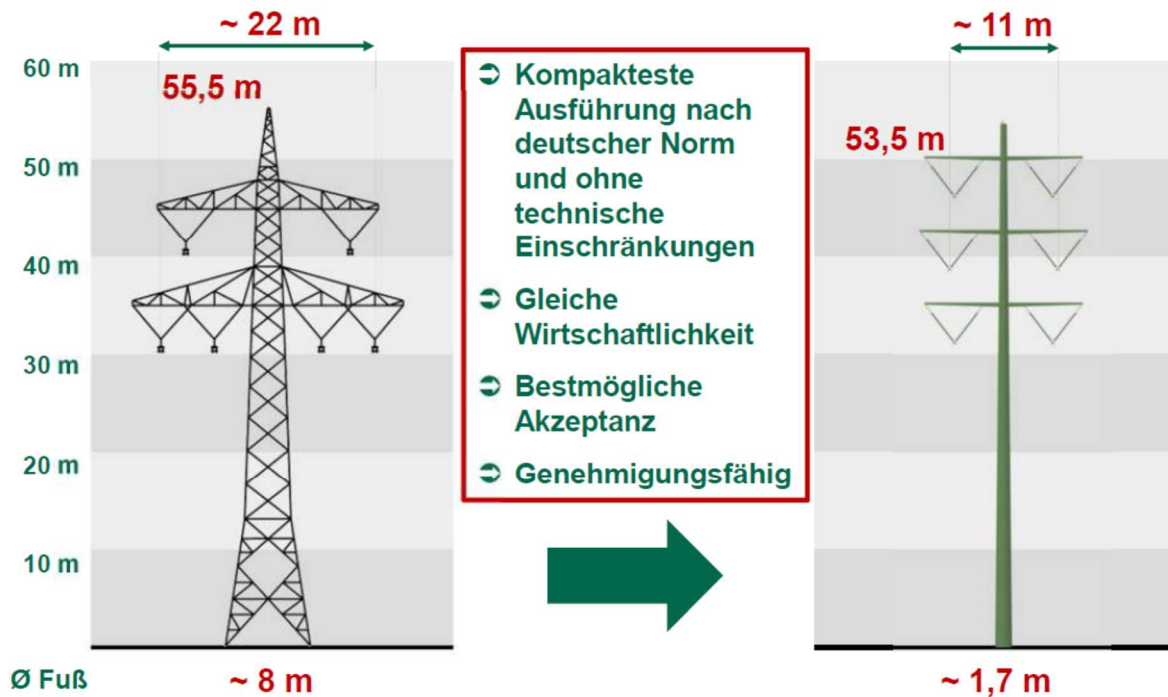 ~ 22 m
60 m
55,5 m
50 m
40 m
30 m
20 m
10 m
Ø Fuß
~ 8 m
Kompakteste
Ausführung nach
deutscher Norm
und ohne
technische
Einschränkungen
Gleiche
Wirtschaftlichkeit
Bestmögliche
Akzeptanz
Genehmigungsfähig
~ 11 m
53,5 m
~ 1,7 m